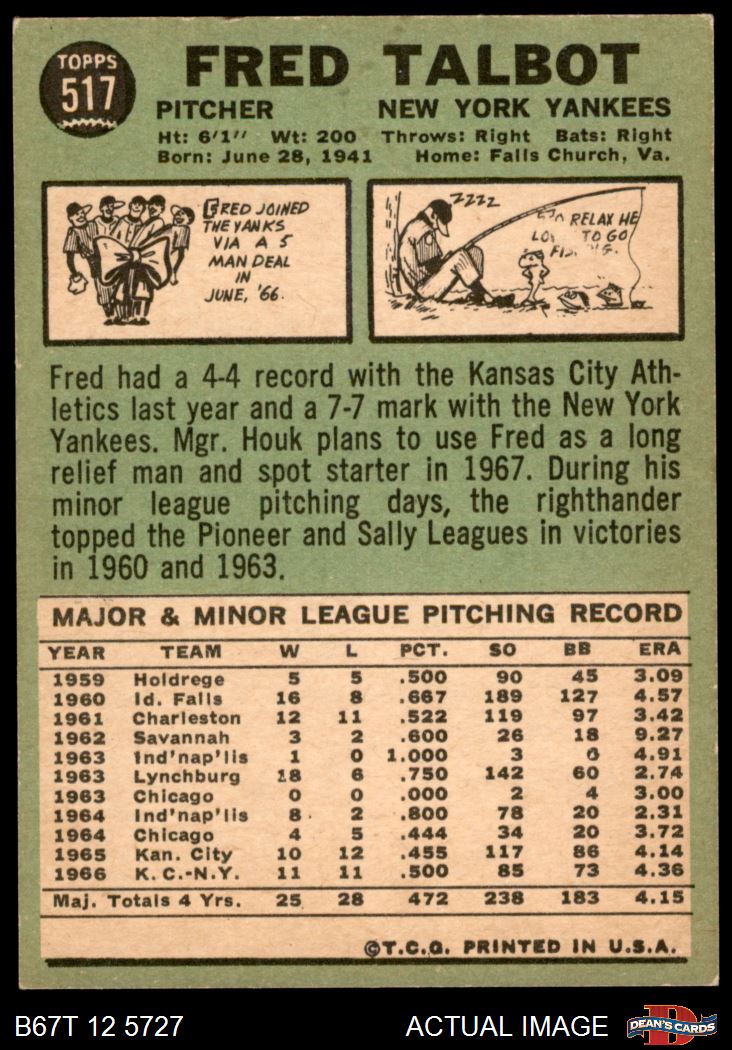 TOPPS
517
FRED TALBOT
PITCHER NEW YORK YANKEES
Ht: 6'1" Wt: 200 Throws: Right Bats: Right
Born: June 28, 1941 Home: Falls Church, Va.
FRED JOINED
THE YANKS
VIA A 5
MAN DEAL
IN
JUNE, '66.
ZZZZ
RELAX HE
TO GO
Fred had a 4-4 record with the Kansas City Ath-
letics last year and a 7-7 mark with the New York
Yankees. Mgr. Houk plans to use Fred as a long
relief man and spot starter in 1967. During his
minor league pitching days, the righthander
topped the Pioneer and Sally Leagues in victories
in 1960 and 1963.
MAJOR & MINOR LEAGUE PITCHING RECORD
YEAR TEAM W L PCT. SO BB ERA
1959 Holdrege 5 5 .500 90 45 3.09
1960 Id. Falls 16 8 .667 189 127 4.57
1961 Charleston 12 11 .522 119 97 3.42
1962 Savannah 3 2 .600 26 18 9.27
1963 Ind'nap'lis 1 0 1.000 3 0 4.91
1963 Lynchburg 18 6 .750 142 60 2.74
1963 Chicago 0 0 .000 2 4 3.00
1964 Ind'nap'lis 8 2 .800 78 20 2.31
1964 Chicago 4 5 .444 34 20 3.72
1965 Kan. City 10 12 .455 117 86 4.14
1966 K.C.-N.Y. 11 11 .500 85 73 4.36
Maj. Totals 4 Yrs. 25 28 472 238 183 4.15
©T.C.G. PRINTED IN U.S.A.
B67T 12 5727 ACTUAL IMAGE DEAN'S CARDS